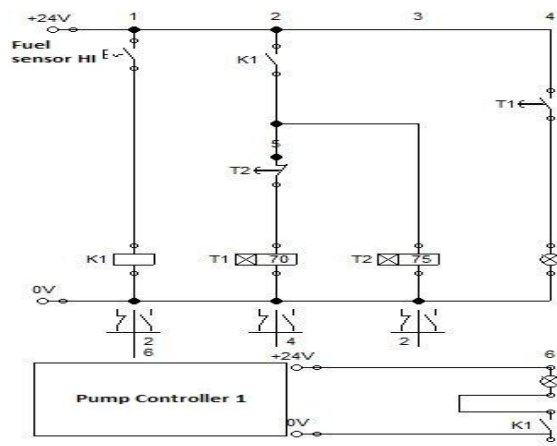 1 2 3 4
+24V
Fuel
sensor HI
K1
T1
5
T2
K1 T1 70 T2 75
0V
2 4 2
6
+24V 6
Pump Controller 1
K1
0V